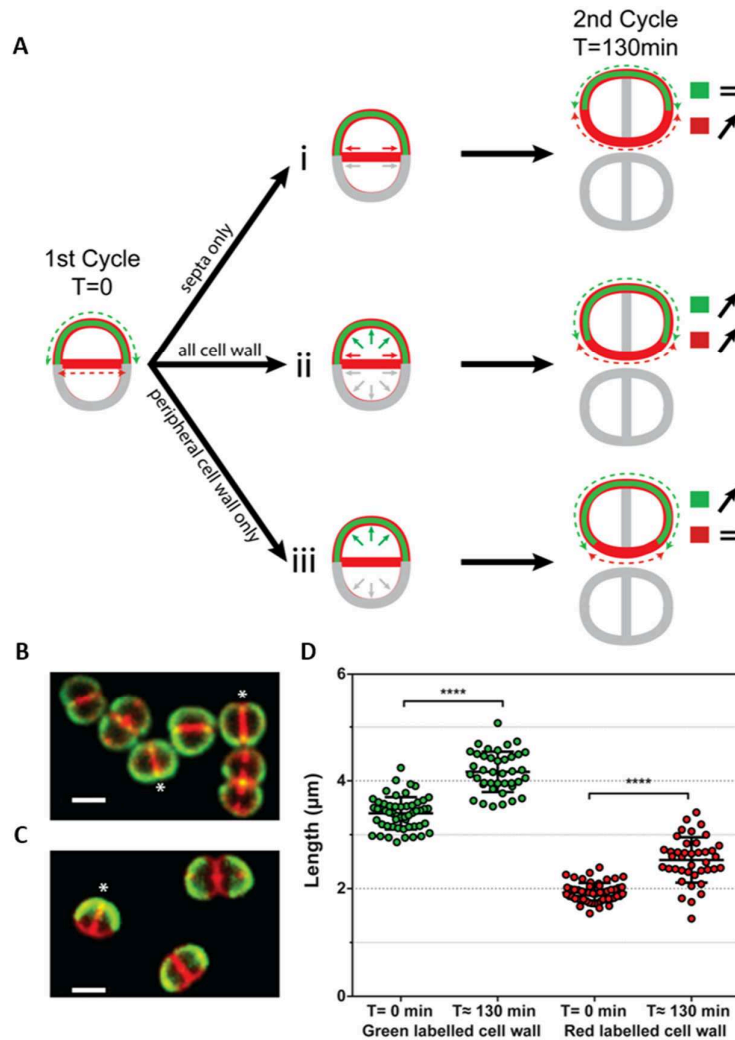 A
2nd Cycle
T=130min
=
i
septa only
1st Cycle
T=0
all cell wall
ii
peripheral cell wall only
iii
=
B
*
*
C
*
D
6
****
4
****
2
0
Length (μm)
T= 0 min T≈ 130 min T= 0 min T≈ 130 min
Green labelled cell wall Red labelled cell wall